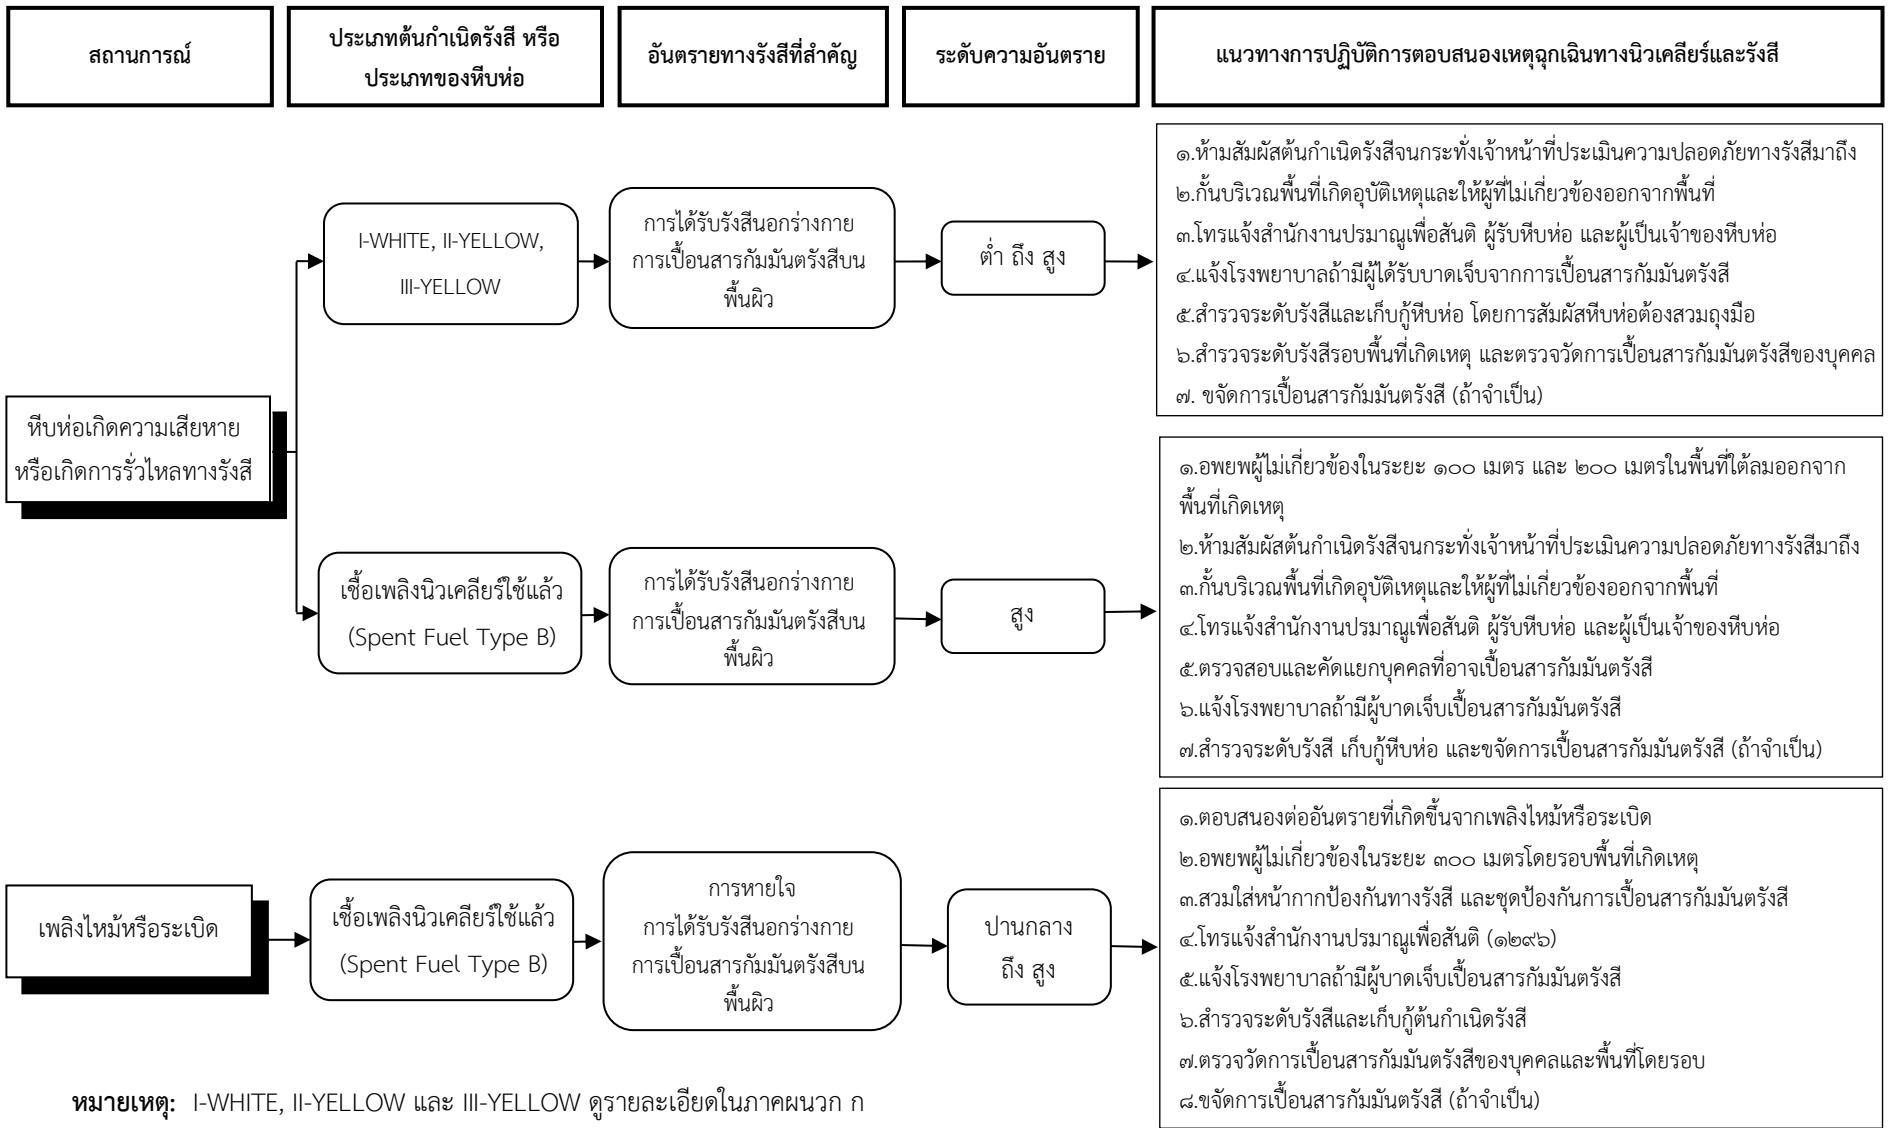 สถานการณ์
ประเภทต้นกำเนิดรังสี หรือ
ประเภทของหีบห่อ
อันตรายทางรังสีที่สำคัญ
ระดับความอันตราย
แนวทางการปฏิบัติการตอบสนองเหตุฉุกเฉินทางนิวเคลียร์และรังสี
หีบห่อเกิดความเสียหาย
หรือเกิดการรั่วไหลทางรังสี
I-WHITE, II-YELLOW,
III-YELLOW
การได้รับรังสีนอกร่างกาย
การเปื้อนสารกัมมันตรังสีบน
พื้นผิว
ต่ำ ถึง สูง
๑.ห้ามสัมผัสต้นกำเนิดรังสีจนกระทั่งเจ้าหน้าที่ประเมินความปลอดภัยทางรังสีมาถึง
๒.กั้นบริเวณพื้นที่เกิดอุบัติเหตุและให้ผู้ที่ไม่เกี่ยวข้องออกจากพื้นที่
๓.โทรแจ้งสำนักงานปรมาณูเพื่อสันติ ผู้รับหีบห่อ และผู้เป็นเจ้าของหีบห่อ
๔.แจ้งโรงพยาบาลถ้ามีผู้ได้รับบาดเจ็บจากการเปื้อนสารกัมมันตรังสี
๕.สำรวจระดับรังสีและเก็บกู้หีบห่อ โดยการสัมผัสหีบห่อต้องสวมถุงมือ
๖.สำรวจระดับรังสีรอบพื้นที่เกิดเหตุ และตรวจวัดการเปื้อนสารกัมมันตรังสีของบุคคล
๗. ขจัดการเปื้อนสารกัมมันตรังสี (ถ้าจำเป็น)
เชื้อเพลิงนิวเคลียร์ใช้แล้ว
(Spent Fuel Type B)
การได้รับรังสีนอกร่างกาย
การเปื้อนสารกัมมันตรังสีบน
พื้นผิว
สูง
๑.อพยพผู้ไม่เกี่ยวข้องในระยะ ๑๐๐ เมตร และ ๒๐๐ เมตรในพื้นที่ใต้ลมออกจาก
พื้นที่เกิดเหตุ
๒.ห้ามสัมผัสต้นกำเนิดรังสีจนกระทั่งเจ้าหน้าที่ประเมินความปลอดภัยทางรังสีมาถึง
๓.กั้นบริเวณพื้นที่เกิดอุบัติเหตุและให้ผู้ที่ไม่เกี่ยวข้องออกจากพื้นที่
๔.โทรแจ้งสำนักงานปรมาณูเพื่อสันติ ผู้รับหีบห่อ และผู้เป็นเจ้าของหีบห่อ
๕.ตรวจสอบและคัดแยกบุคคลที่อาจเปื้อนสารกัมมันตรังสี
๖.แจ้งโรงพยาบาลถ้ามีผู้บาดเจ็บเปื้อนสารกัมมันตรังสี
๗.สำรวจระดับรังสี เก็บกู้หีบห่อ และขจัดการเปื้อนสารกัมมันตรังสี (ถ้าจำเป็น)
เพลิงไหม้หรือระเบิด
เชื้อเพลิงนิวเคลียร์ใช้แล้ว
(Spent Fuel Type B)
การหายใจ
การได้รับรังสีนอกร่างกาย
การเปื้อนสารกัมมันตรังสีบน
พื้นผิว
ปานกลาง
ถึง สูง
๑.ตอบสนองต่ออันตรายที่เกิดขึ้นจากเพลิงไหม้หรือระเบิด
๒.อพยพผู้ไม่เกี่ยวข้องในระยะ ๓๐๐ เมตรโดยรอบพื้นที่เกิดเหตุ
๓.สวมใส่หน้ากากป้องกันทางรังสี และชุดป้องกันการเปื้อนสารกัมมันตรังสี
๔.โทรแจ้งสำนักงานปรมาณูเพื่อสันติ (๑๒๙๖)
๕.แจ้งโรงพยาบาลถ้ามีผู้บาดเจ็บเปื้อนสารกัมมันตรังสี
๖.สำรวจระดับรังสีและเก็บกู้ต้นกำเนิดรังสี
๗.ตรวจวัดการเปื้อนสารกัมมันตรังสีของบุคคลและพื้นที่โดยรอบ
๘.ขจัดการเปื้อนสารกัมมันตรังสี (ถ้าจำเป็น)
หมายเหตุ: I-WHITE, II-YELLOW และ III-YELLOW ดูรายละเอียดในภาคผนวก ก